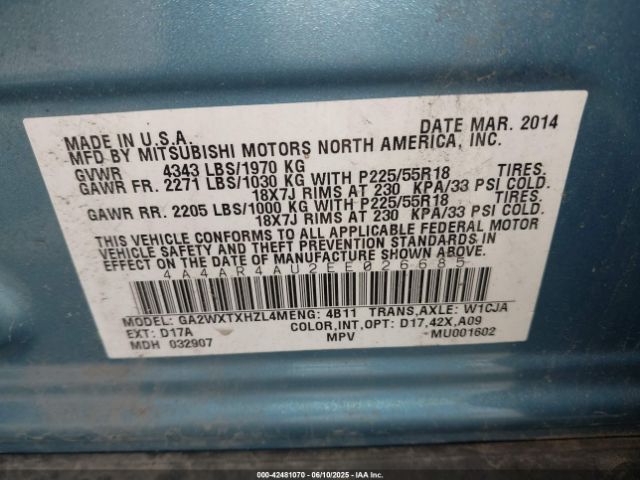 MADE IN U.S.A. DATE MAR. 2014
MFD BY MITSUBISHI MOTORS NORTH AMERICA, INC.
GVWR 4343 LBS/1970 KG
GAWR FR. 2271 LBS/1030 KG WITH P225/55R18 TIRES.
18X7J RIMS AT 230 KPA/33 PSI COLD.
GAWR RR. 2205 LBS/1000 KG WITH P225/55R18 TIRES.
18X7J RIMS AT 230 KPA/33 PSI COLD.
THIS VEHICLE CONFORMS TO ALL APPLICABLE FEDERAL MOTOR
VEHICLE SAFETY AND THEFT PREVENTION STANDARDS IN
EFFECT ON THE DATE OF MANUFACTURE SHOWN ABOVE.
4A4AR4AU2EE026685
MODEL: GA2WXTXHZL4MENG: 4B11 TRANS,AXLE: W1CJA
EXT: D17A COLOR,INT,OPT: D17,42X,A09
MDH 032907 MPV MU001602
000-42481070 06/10/2025 IAA Inc.